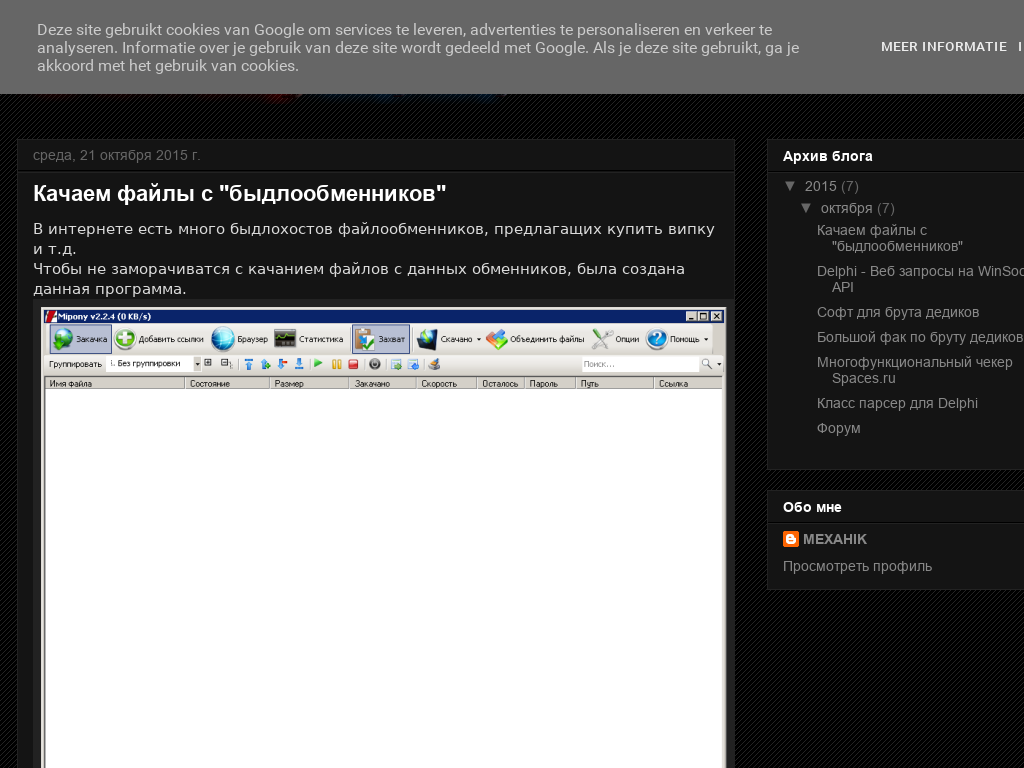 Deze site gebruikt cookies van Google om services te leveren, advertenties te personaliseren en verkeer te
analyseren. Informatie over je gebruik van deze site wordt gedeeld met Google. Als je deze site gebruikt, ga je
akkoord met het gebruik van cookies.
MEER INFORMATIE
среда, 21 октября 2015 г.
Качаем файлы с "быдлообменников"
В интернете есть много быдлохостов файлообменников, предлагащих купить випку
и т.д.
Чтобы не заморачиватся с качанием файлов с данных обменников, была создана
данная программа.
Mipony v2.2.4 (0 KB/s)
Закачка Добавить ссылки Браузер Статистика Захват Скачано Объединить файлы Опции Помощь
Группировать Без группировки Поиск...
Имя файла Состояние Размер Закачано Скорость Осталось Пароль Путь Ссылка
Архив блога
▼ 2015 (7)
▼ октября (7)
Качаем файлы с
"быдлообменников"
Delphi - Веб запросы на WinSoc
API
Софт для брута дедиков
Большой фак по бруту дедиков
Многофункциональный чекер
Spaces.ru
Класс парсер для Delphi
Форум
Обо мне
MEXAHIK
Просмотреть профиль